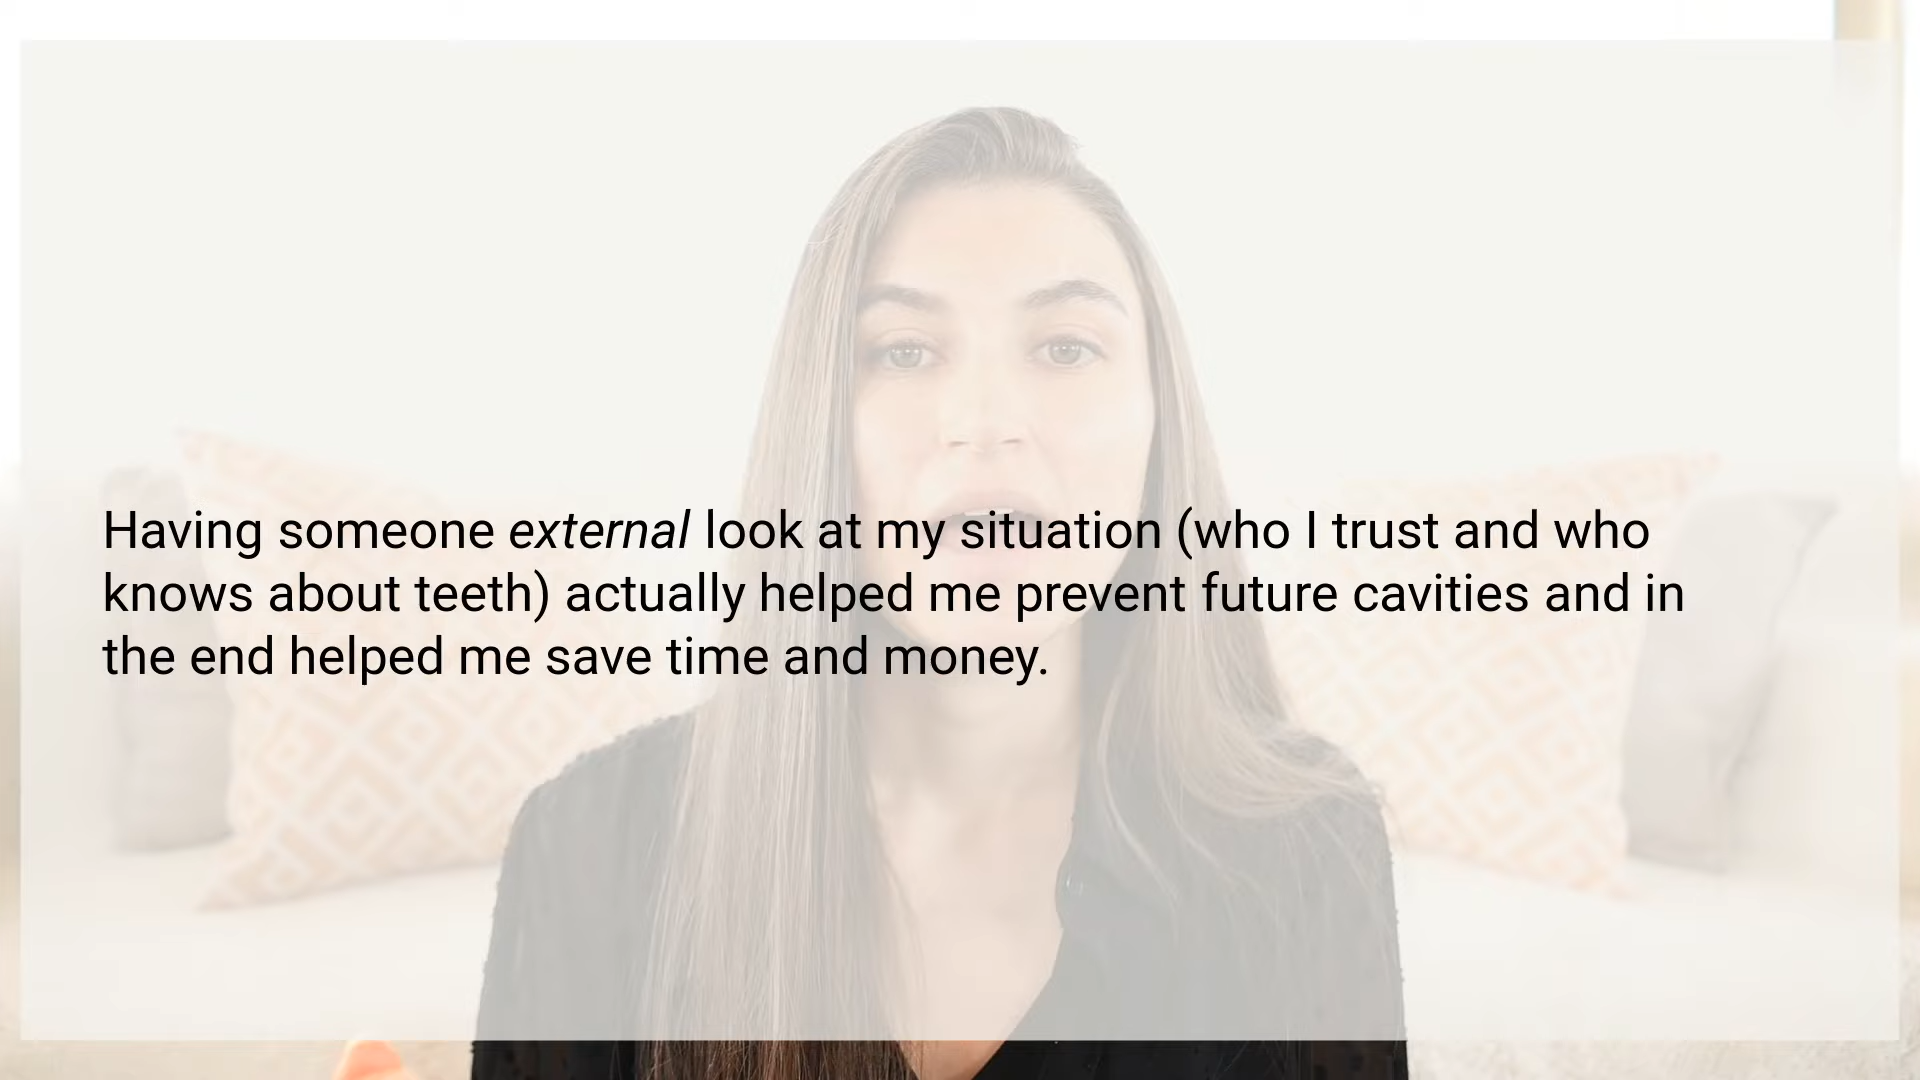 Having someone external look at my situation (who I trust and who
knows about teeth) actually helped me prevent future cavities and in
the end helped me save time and money.